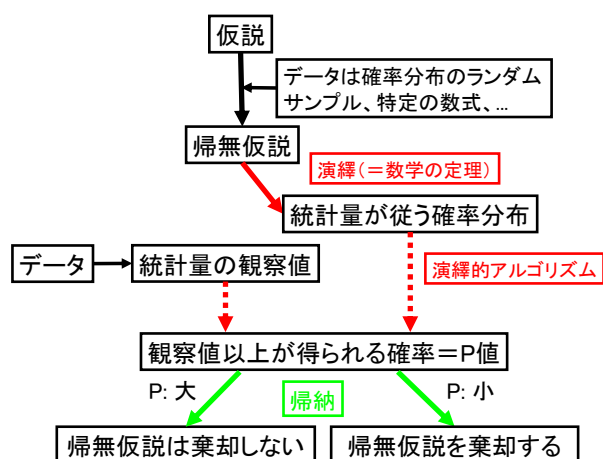 仮説
データは確率分布のランダム
サンプル、特定の数式、...
帰無仮説
演繹(=数学の定理)
統計量が従う確率分布
データ
統計量の観察値
演繹的アルゴリズム
観察値以上が得られる確率=P値
P: 大
帰納
P: 小
帰無仮説は棄却しない
帰無仮説を棄却する